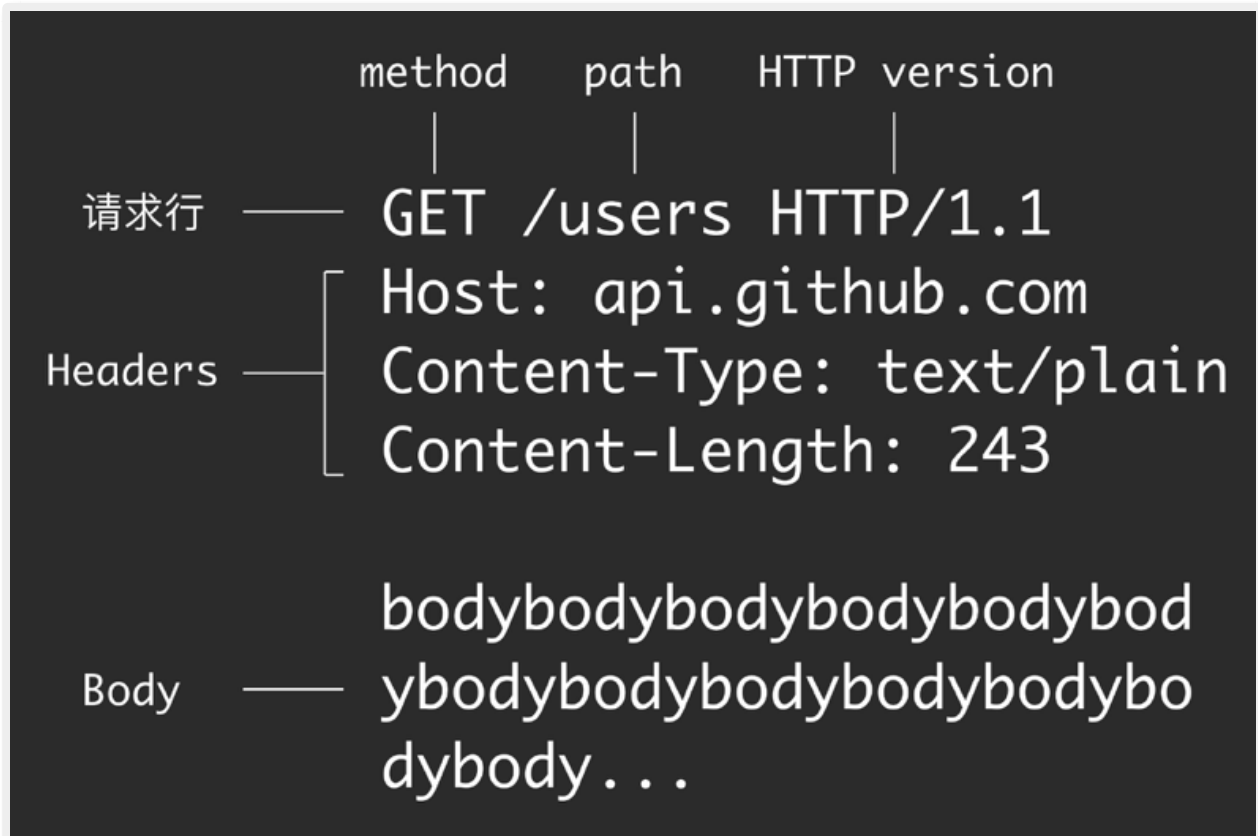 method path HTTP version
请求行 GET /users HTTP/1.1
Host: api.github.com
Headers Content-Type: text/plain
Content-Length: 243
bodybodybodybodybodybod
Body ybodybodybodybodybodybo
dybody...